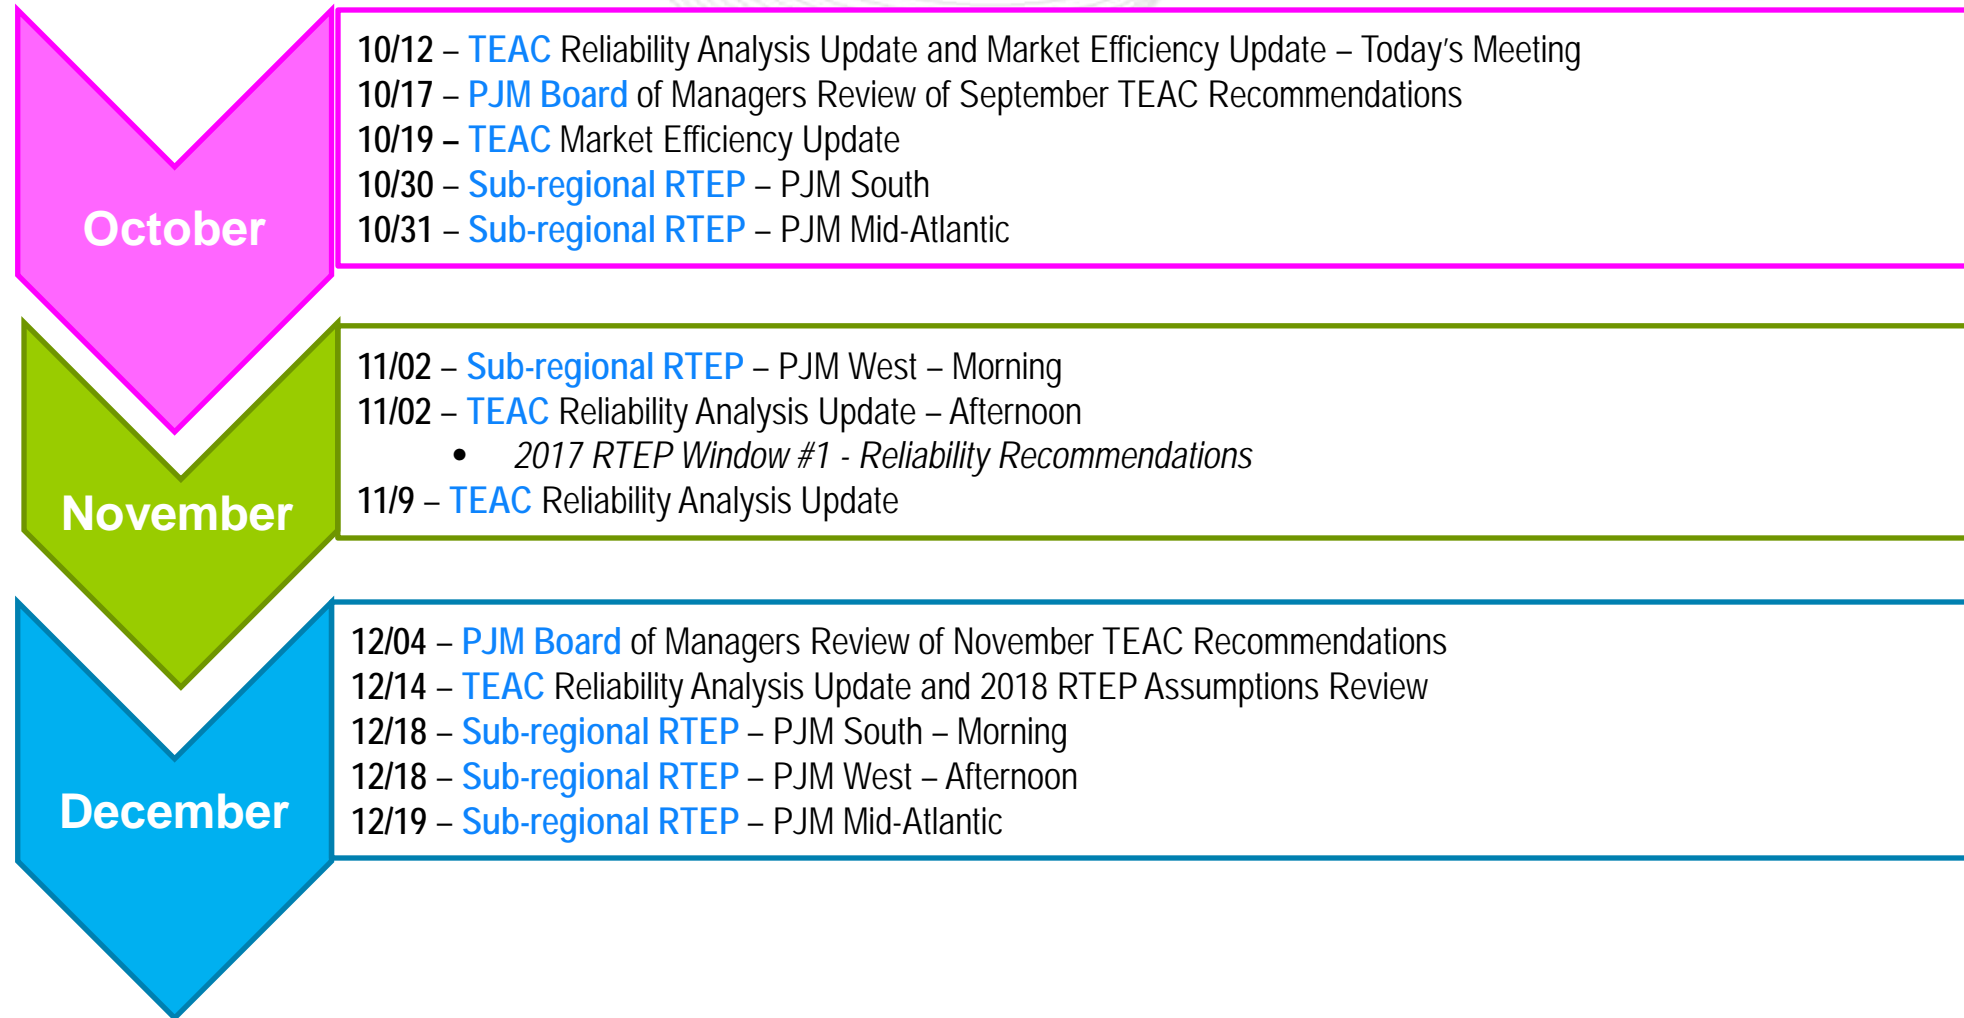 October
10/12 – TEAC Reliability Analysis Update and Market Efficiency Update – Today’s Meeting
10/17 – PJM Board of Managers Review of September TEAC Recommendations
10/19 – TEAC Market Efficiency Update
10/30 – Sub-regional RTEP – PJM South
10/31 – Sub-regional RTEP – PJM Mid-Atlantic
November
11/02 – Sub-regional RTEP – PJM West – Morning
11/02 – TEAC Reliability Analysis Update – Afternoon
• 2017 RTEP Window #1 - Reliability Recommendations
11/9 – TEAC Reliability Analysis Update
December
12/04 – PJM Board of Managers Review of November TEAC Recommendations
12/14 – TEAC Reliability Analysis Update and 2018 RTEP Assumptions Review
12/18 – Sub-regional RTEP – PJM South – Morning
12/18 – Sub-regional RTEP – PJM West – Afternoon
12/19 – Sub-regional RTEP – PJM Mid-Atlantic